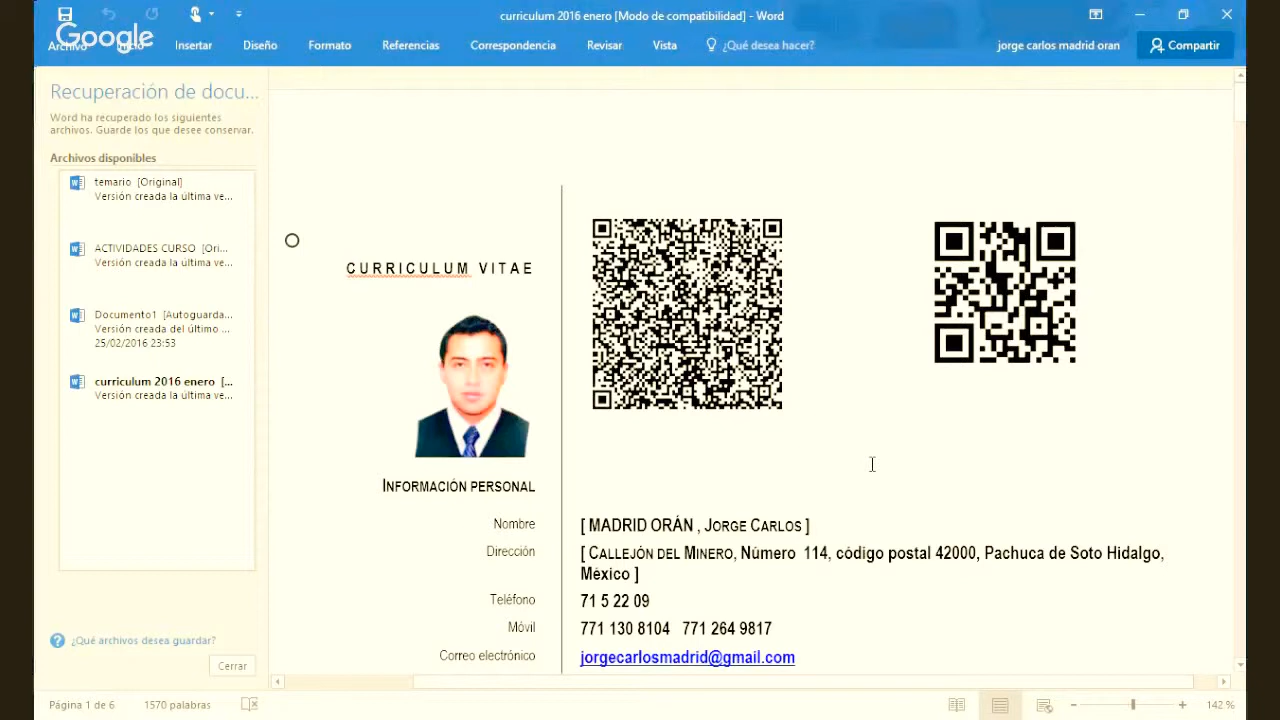 curriculum 2016 enero [Modo de compatibilidad] - Word
Google
Archivo
Insertar
Diseño
Formato
Referencias
Correspondencia
Revisar
Vista
¿Qué desea hacer?
jorge carlos madrid oran
Compartir
Recuperación de docu...
Word ha recuperado los siguientes
archivos. Guarde los que desee conservar.
Archivos disponibles
temario [Original]
Versión creada la última ve...
ACTIVIDADES CURSO [Ori...
Versión creada la última ve...
Documento1 [Autoguarda...
Versión creada del último ...
25/02/2016 23:53
curriculum 2016 enero [...
Versión creada la última ve...
¿Qué archivos desea guardar?
Cerrar
CURRICULUM VITAE
INFORMACIÓN PERSONAL
Nombre [ MADRID ORÁN , JORGE CARLOS ]
Dirección [ CALLEJÓN DEL MINERO, Número 114, código postal 42000, Pachuca de Soto Hidalgo,
México ]
Teléfono 71 5 22 09
Móvil 771 130 8104 771 264 9817
Correo electrónico jorgecarlosmadrid@gmail.com
Página 1 de 6
1570 palabras
142 %